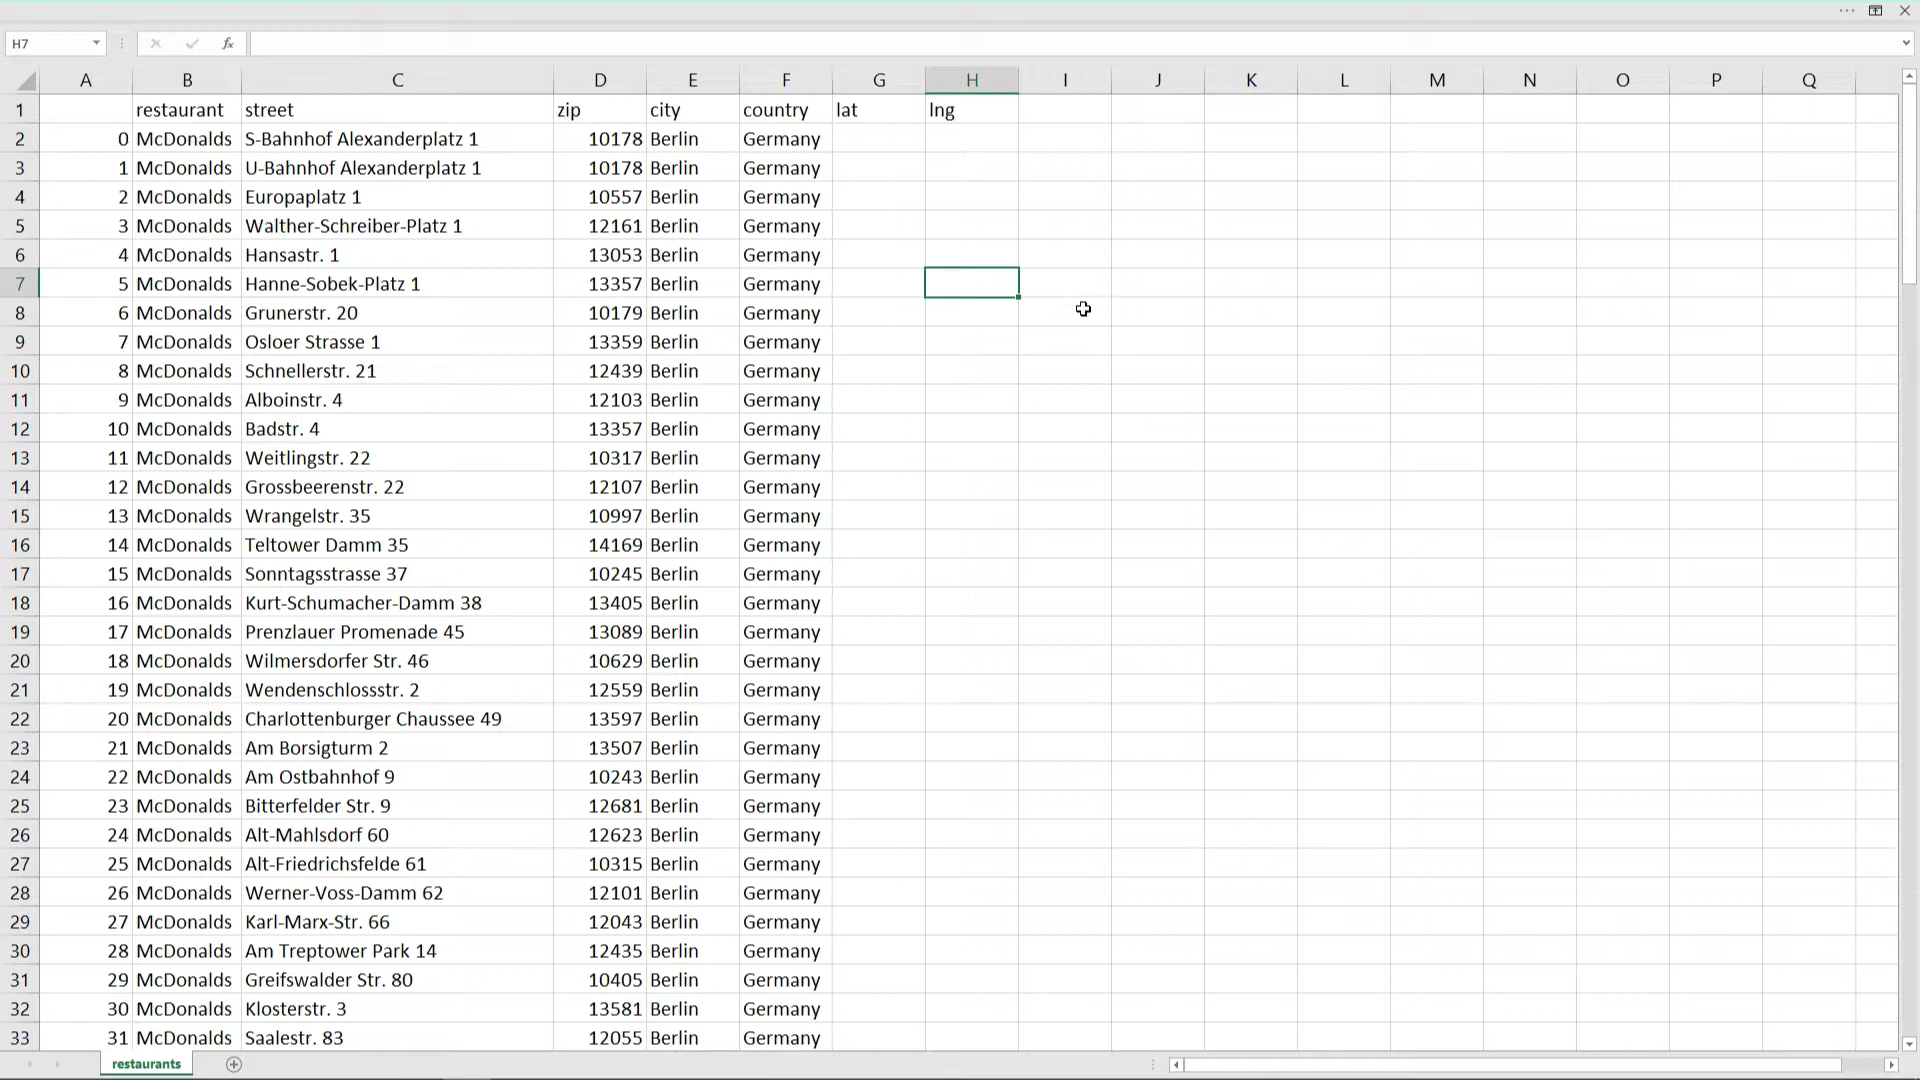 H7 fx
A B C D E F G H I J K L M N O P Q
1 restaurant street zip city country lat lng
2 0 McDonalds S-Bahnhof Alexanderplatz 1 10178 Berlin Germany
3 1 McDonalds U-Bahnhof Alexanderplatz 1 10178 Berlin Germany
4 2 McDonalds Europaplatz 1 10557 Berlin Germany
5 3 McDonalds Walther-Schreiber-Platz 1 12161 Berlin Germany
6 4 McDonalds Hansastr. 1 13053 Berlin Germany
7 5 McDonalds Hanne-Sobek-Platz 1 13357 Berlin Germany
8 6 McDonalds Grunerstr. 20 10179 Berlin Germany
9 7 McDonalds Osloer Strasse 1 13359 Berlin Germany
10 8 McDonalds Schnellerstr. 21 12439 Berlin Germany
11 9 McDonalds Alboinstr. 4 12103 Berlin Germany
12 10 McDonalds Badstr. 4 13357 Berlin Germany
13 11 McDonalds Weitlingstr. 22 10317 Berlin Germany
14 12 McDonalds Grossbeerenstr. 22 12107 Berlin Germany
15 13 McDonalds Wrangelstr. 35 10997 Berlin Germany
16 14 McDonalds Teltower Damm 35 14169 Berlin Germany
17 15 McDonalds Sonntagsstrasse 37 10245 Berlin Germany
18 16 McDonalds Kurt-Schumacher-Damm 38 13405 Berlin Germany
19 17 McDonalds Prenzlauer Promenade 45 13089 Berlin Germany
20 18 McDonalds Wilmersdorfer Str. 46 10629 Berlin Germany
21 19 McDonalds Wendenschlossstr. 2 12559 Berlin Germany
22 20 McDonalds Charlottenburger Chaussee 49 13597 Berlin Germany
23 21 McDonalds Am Borsigturm 2 13507 Berlin Germany
24 22 McDonalds Am Ostbahnhof 9 10243 Berlin Germany
25 23 McDonalds Bitterfelder Str. 9 12681 Berlin Germany
26 24 McDonalds Alt-Mahlsdorf 60 12623 Berlin Germany
27 25 McDonalds Alt-Friedrichsfelde 61 10315 Berlin Germany
28 26 McDonalds Werner-Voss-Damm 62 12101 Berlin Germany
29 27 McDonalds Karl-Marx-Str. 66 12043 Berlin Germany
30 28 McDonalds Am Treptower Park 14 12435 Berlin Germany
31 29 McDonalds Greifswalder Str. 80 10405 Berlin Germany
32 30 McDonalds Klosterstr. 3 13581 Berlin Germany
33 31 McDonalds Saalestr. 83 12055 Berlin Germany
restaurants